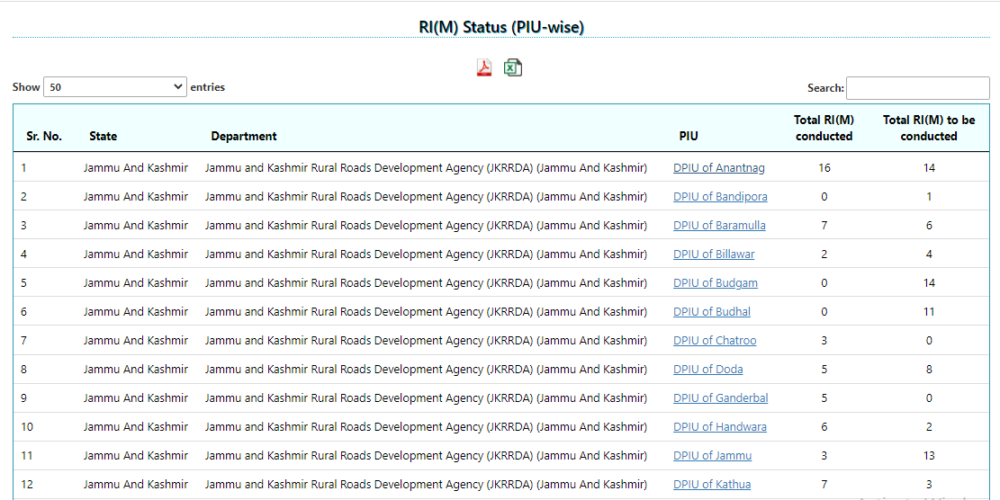 RI(M) Status (PIU-wise)
Show 50 entries
Search:
Sr. No. State Department PIU Total RI(M) conducted Total RI(M) to be conducted
1 Jammu And Kashmir Jammu and Kashmir Rural Roads Development Agency (JKRRDA) (Jammu And Kashmir) DPIU of Anantnag 16 14
2 Jammu And Kashmir Jammu and Kashmir Rural Roads Development Agency (JKRRDA) (Jammu And Kashmir) DPIU of Bandipora 0 1
3 Jammu And Kashmir Jammu and Kashmir Rural Roads Development Agency (JKRRDA) (Jammu And Kashmir) DPIU of Baramulla 7 6
4 Jammu And Kashmir Jammu and Kashmir Rural Roads Development Agency (JKRRDA) (Jammu And Kashmir) DPIU of Billawar 2 4
5 Jammu And Kashmir Jammu and Kashmir Rural Roads Development Agency (JKRRDA) (Jammu And Kashmir) DPIU of Budgam 0 14
6 Jammu And Kashmir Jammu and Kashmir Rural Roads Development Agency (JKRRDA) (Jammu And Kashmir) DPIU of Budhal 0 11
7 Jammu And Kashmir Jammu and Kashmir Rural Roads Development Agency (JKRRDA) (Jammu And Kashmir) DPIU of Chatroo 3 0
8 Jammu And Kashmir Jammu and Kashmir Rural Roads Development Agency (JKRRDA) (Jammu And Kashmir) DPIU of Doda 5 8
9 Jammu And Kashmir Jammu and Kashmir Rural Roads Development Agency (JKRRDA) (Jammu And Kashmir) DPIU of Ganderbal 5 0
10 Jammu And Kashmir Jammu and Kashmir Rural Roads Development Agency (JKRRDA) (Jammu And Kashmir) DPIU of Handwara 6 2
11 Jammu And Kashmir Jammu and Kashmir Rural Roads Development Agency (JKRRDA) (Jammu And Kashmir) DPIU of Jammu 3 13
12 Jammu And Kashmir Jammu and Kashmir Rural Roads Development Agency (JKRRDA) (Jammu And Kashmir) DPIU of Kathua 7 3